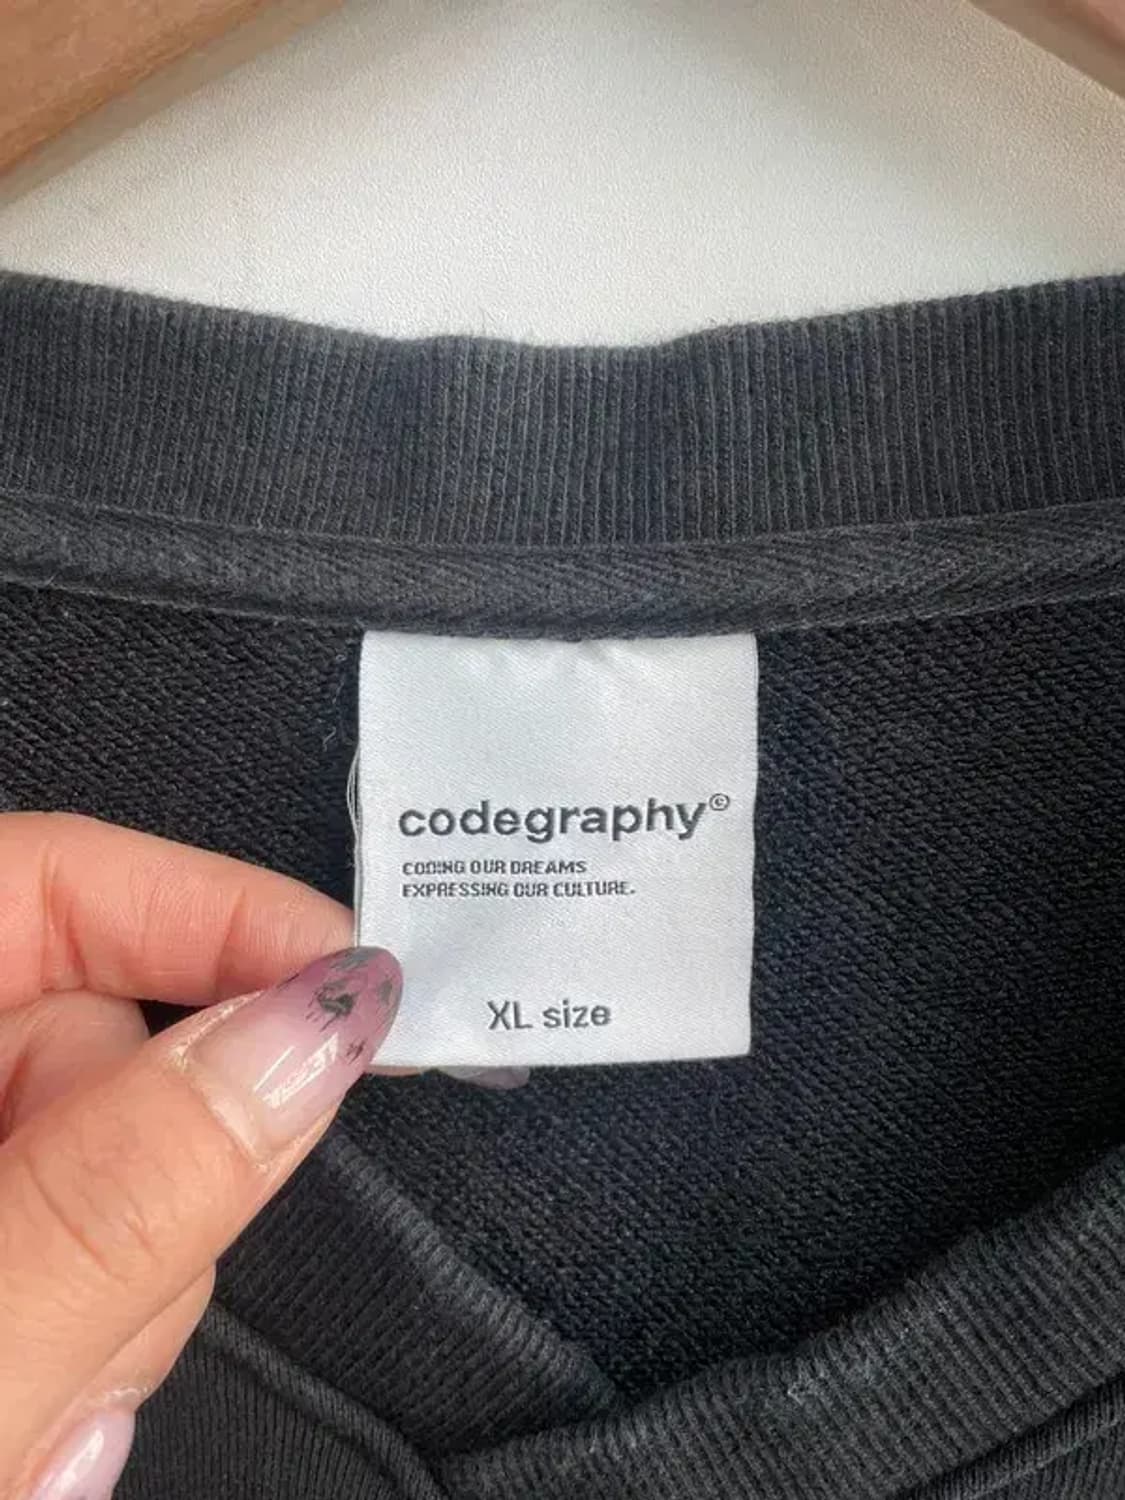 codegraphy©
CODING OUR DREAMS
EXPRESSING OUR CULTURE.
XL size